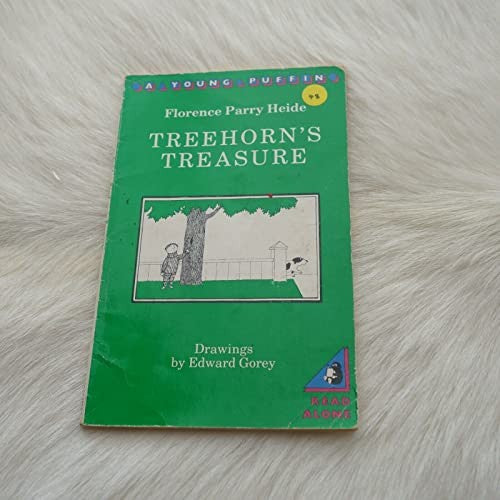 A YOUNG PUFFIN
Florence Parry Heide
TREEHORN'S
TREASURE
Drawings
by Edward Gorey
READ
ALONE